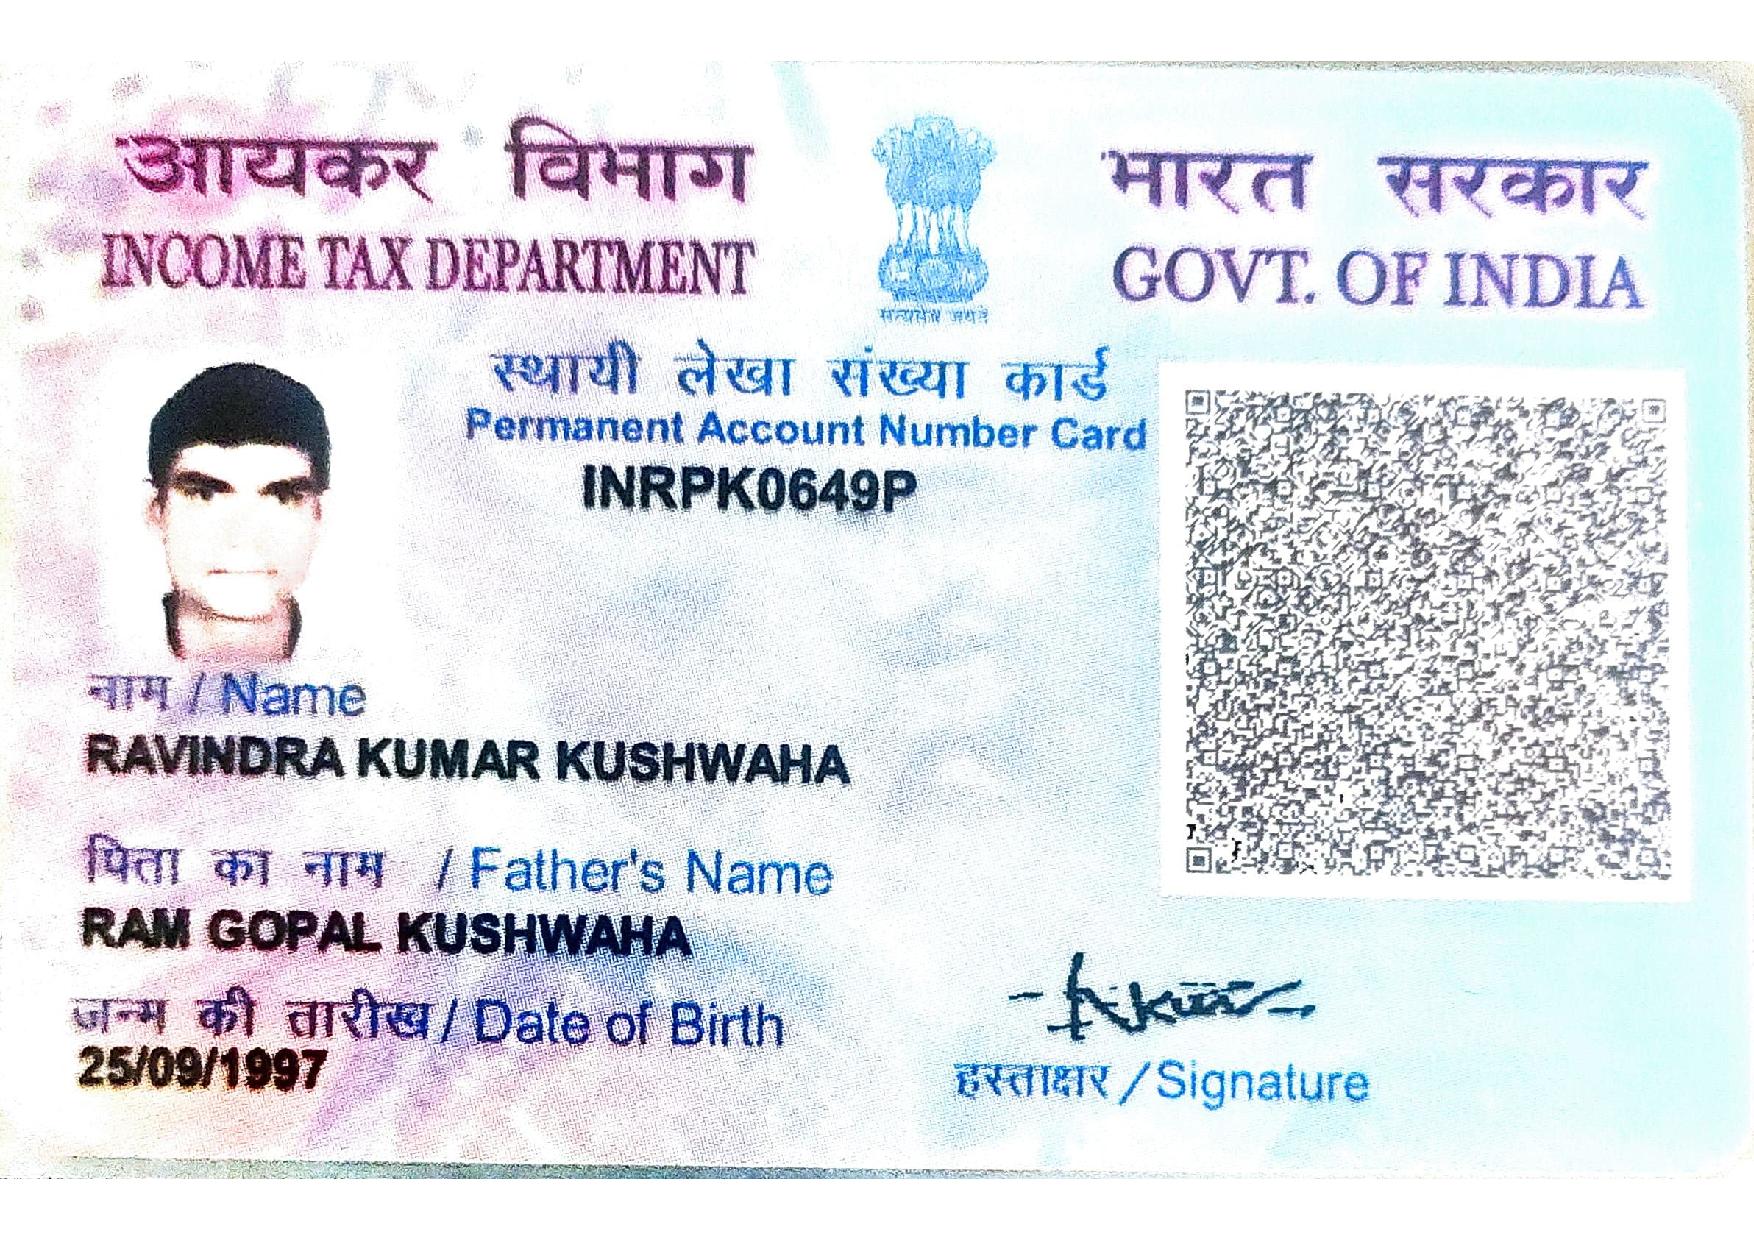 आयकर विभाग
INCOME TAX DEPARTMENT
सत्यमेव जयते
भारत सरकार
GOVT. OF INDIA
स्थायी लेखा संख्या कार्ड
Permanent Account Number Card
INRPK0649P
नाम / Name
RAVINDRA KUMAR KUSHWAHA
पिता का नाम / Father's Name
RAM GOPAL KUSHWAHA
जन्म की तारीख / Date of Birth
25/09/1997
हस्ताक्षर / Signature